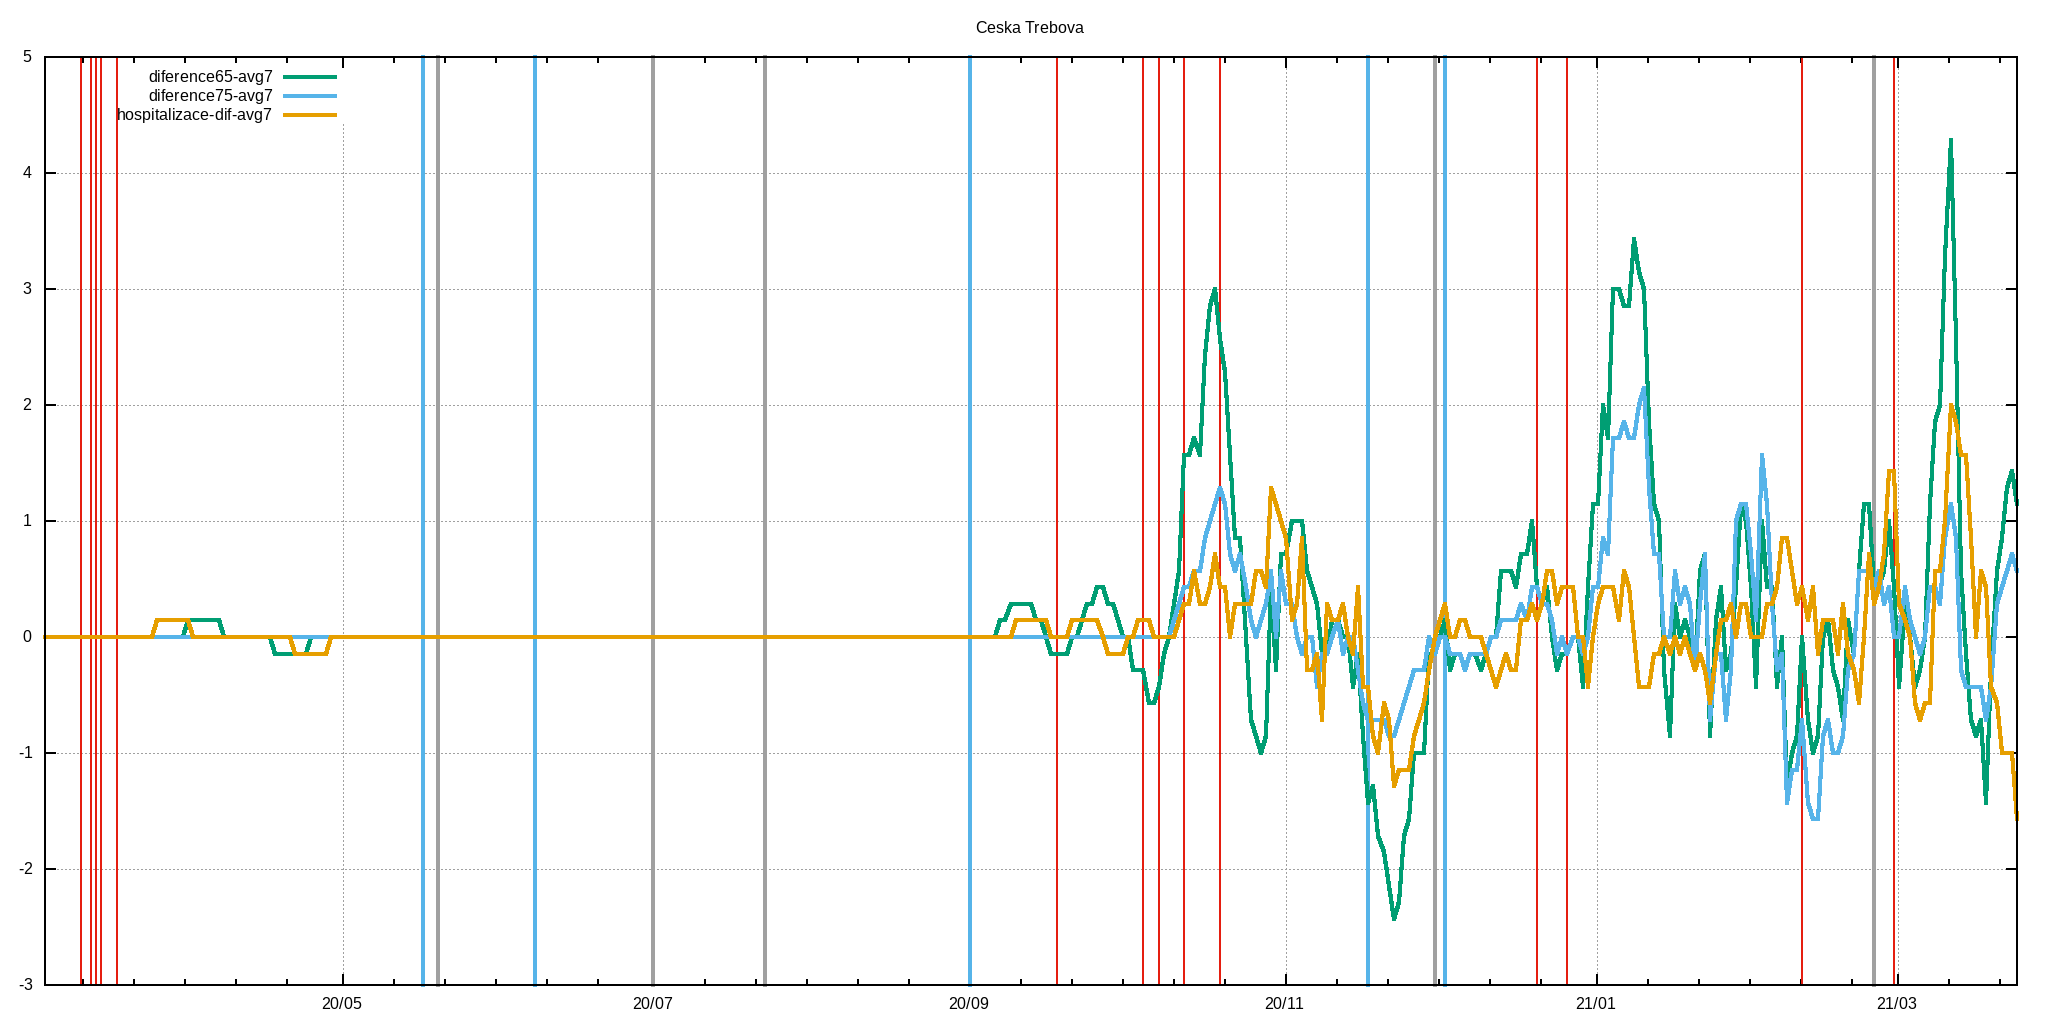 Ceska Trebova
5
diference65-avg7
diference75-avg7
hospitalizace-dif-avg7
4
3
2
1
0
-1
-2
-3
20/05 20/07 20/09 20/11 21/01 21/03